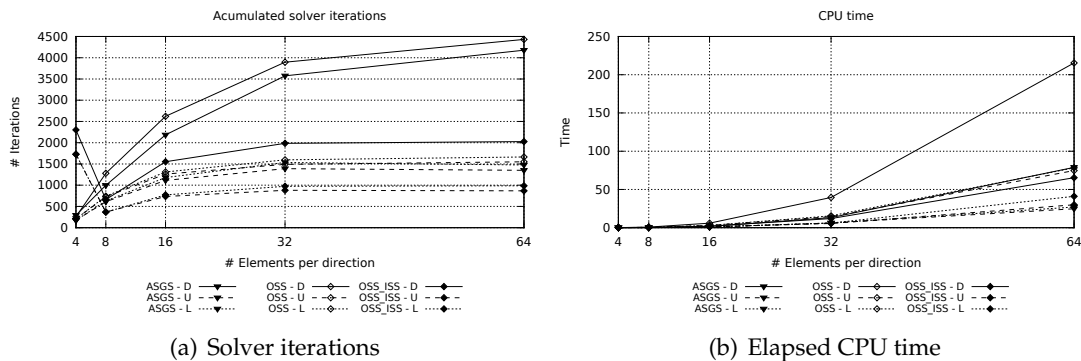 Acumulated solver iterations
4500
4000
3500
3000
2500
2000
1500
1000
500
0
# Iterations
4 8 16 32 64
# Elements per direction
ASGS - D OSS - D OSS_ISS - D
ASGS - U OSS - U OSS_ISS - U
ASGS - L OSS - L OSS_ISS - L
(a) Solver iterations
CPU time
250
200
150
100
50
0
Time
4 8 16 32 64
# Elements per direction
ASGS - D OSS - D OSS_ISS - D
ASGS - U OSS - U OSS_ISS - U
ASGS - L OSS - L OSS_ISS - L
(b) Elapsed CPU time